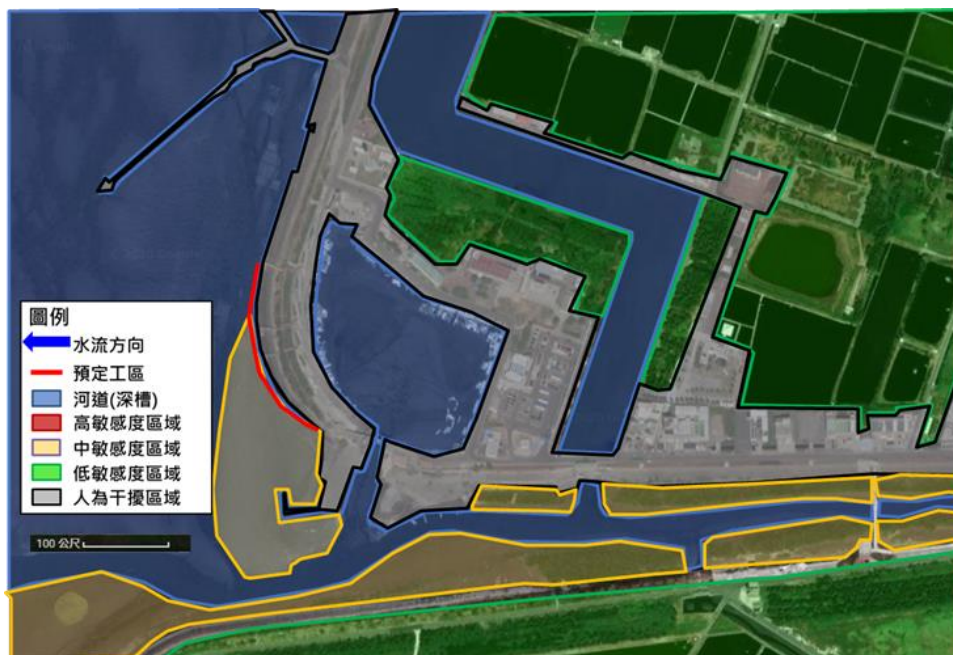 圖例
水流方向
預定工區
河道(深槽)
高敏感度區域
中敏感度區域
低敏感度區域
人為干擾區域
100 公尺